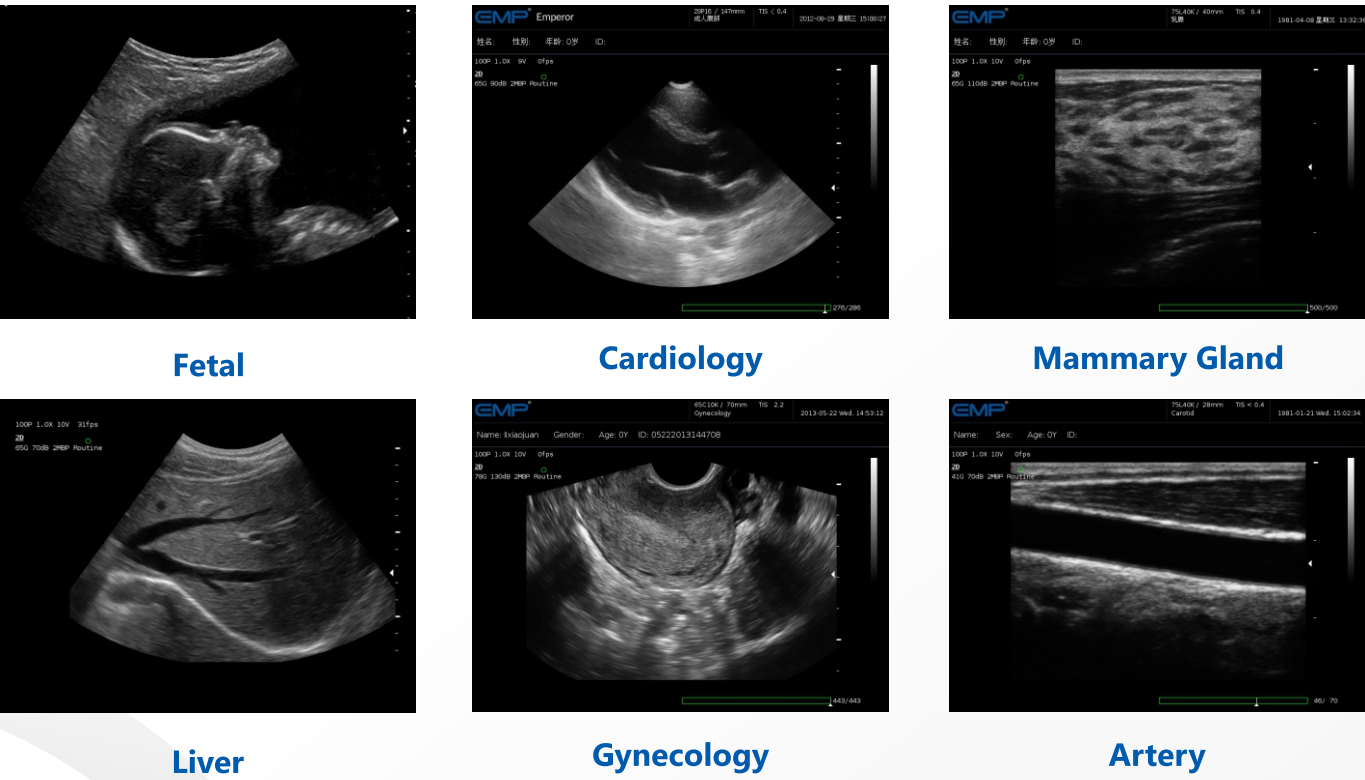 EMP Emperor
28P16 / 147mmm TIS < 0.4
成人腹部 2012-08-29 星期三 15:08:27
姓名: 性别: 年龄: 0岁 ID:
100P 1.0X 9V 0fps
2D
65G 90dB 2MBP Routine
276/286
EMP
75L40K / 40mm TIS 0.4
乳腺 1981-04-08 星期三 13:32:36
姓名: 性别: 年龄: 0岁 ID:
100P 1.0X 10V 0fps
2D
65G 110dB 2MBP Routine
500/500
Fetal
Cardiology
Mammary Gland
100P 1.0X 10V 31fps
2D
65G 70dB 2MBP Routine
EMP
65C10K / 70mm TIS 2.2
Gynecology 2013-05-22 Wed. 14:53:12
Name: lixiaojuan Gender: Age: 0Y ID: 05222013144708
100P 1.0X 10V 0fps
2D
78G 130dB 2MBP Routine
443/443
EMP
75L40K / 28mm TIS < 0.4
Carotid 1981-01-21 Wed. 15:02:34
Name: Sex: Age: 0Y ID:
100P 1.0X 10V 0fps
2D
41G 70dB 2MBP Routine
46/ 70
Liver
Gynecology
Artery